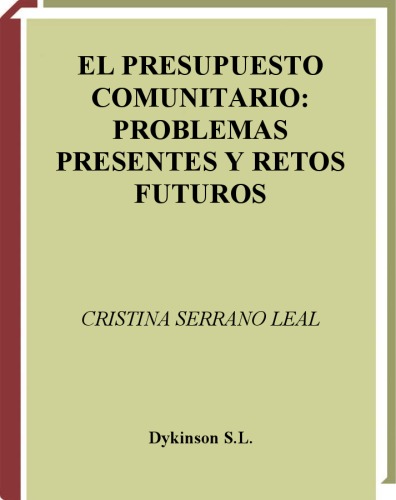 EL PRESUPUESTO
COMUNITARIO:
PROBLEMAS
PRESENTES Y RETOS
FUTUROS
CRISTINA SERRANO LEAL
Dykinson S.L.